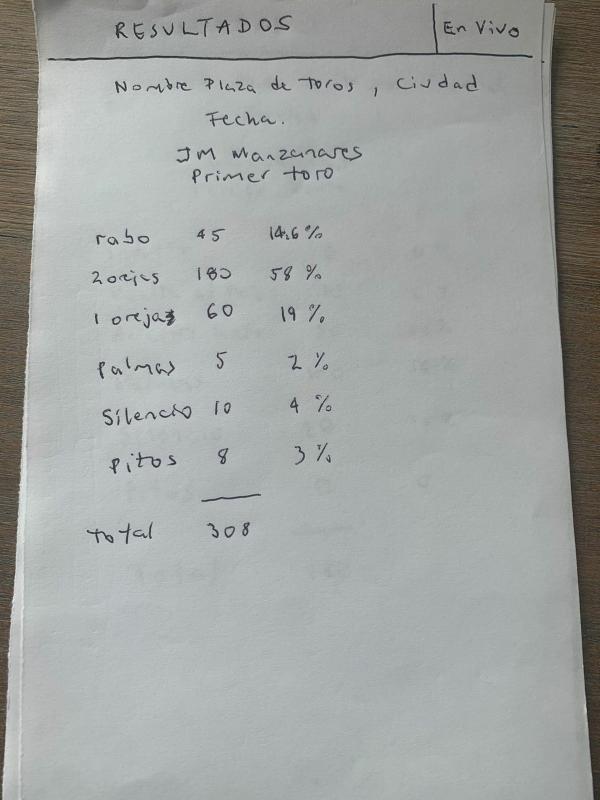 RESULTADOS En Vivo
Nombre Plaza de Toros, Ciudad
Fecha.
JM Manzanares
Primer toro
rabo 45 14.6%
2 orejas 180 58 %
1 oreja 60 19 %
Palmas 5 2 %
Silencio 10 4 %
Pitos 8 3 %
Total 308